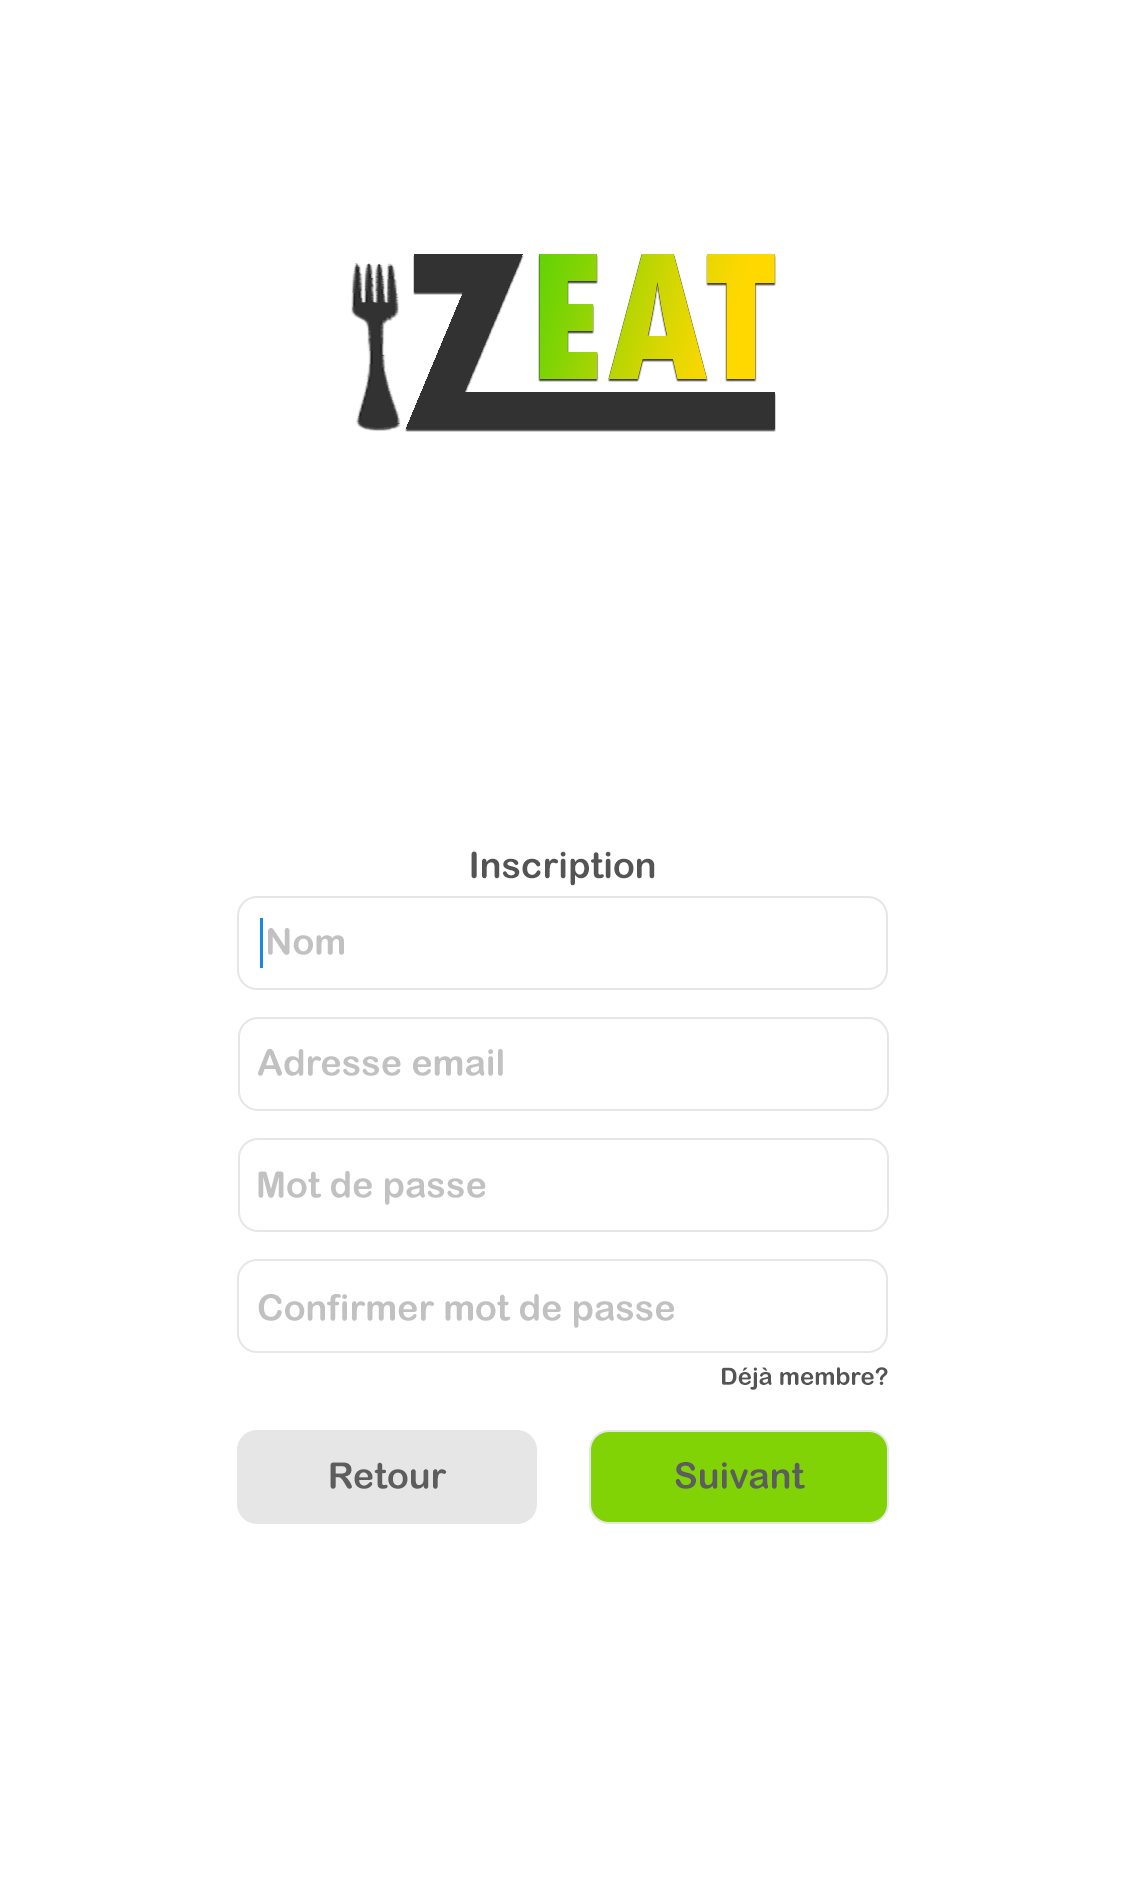 ZEAT
Inscription
Nom
Adresse email
Mot de passe
Confirmer mot de passe
Déjà membre?
Retour
Suivant